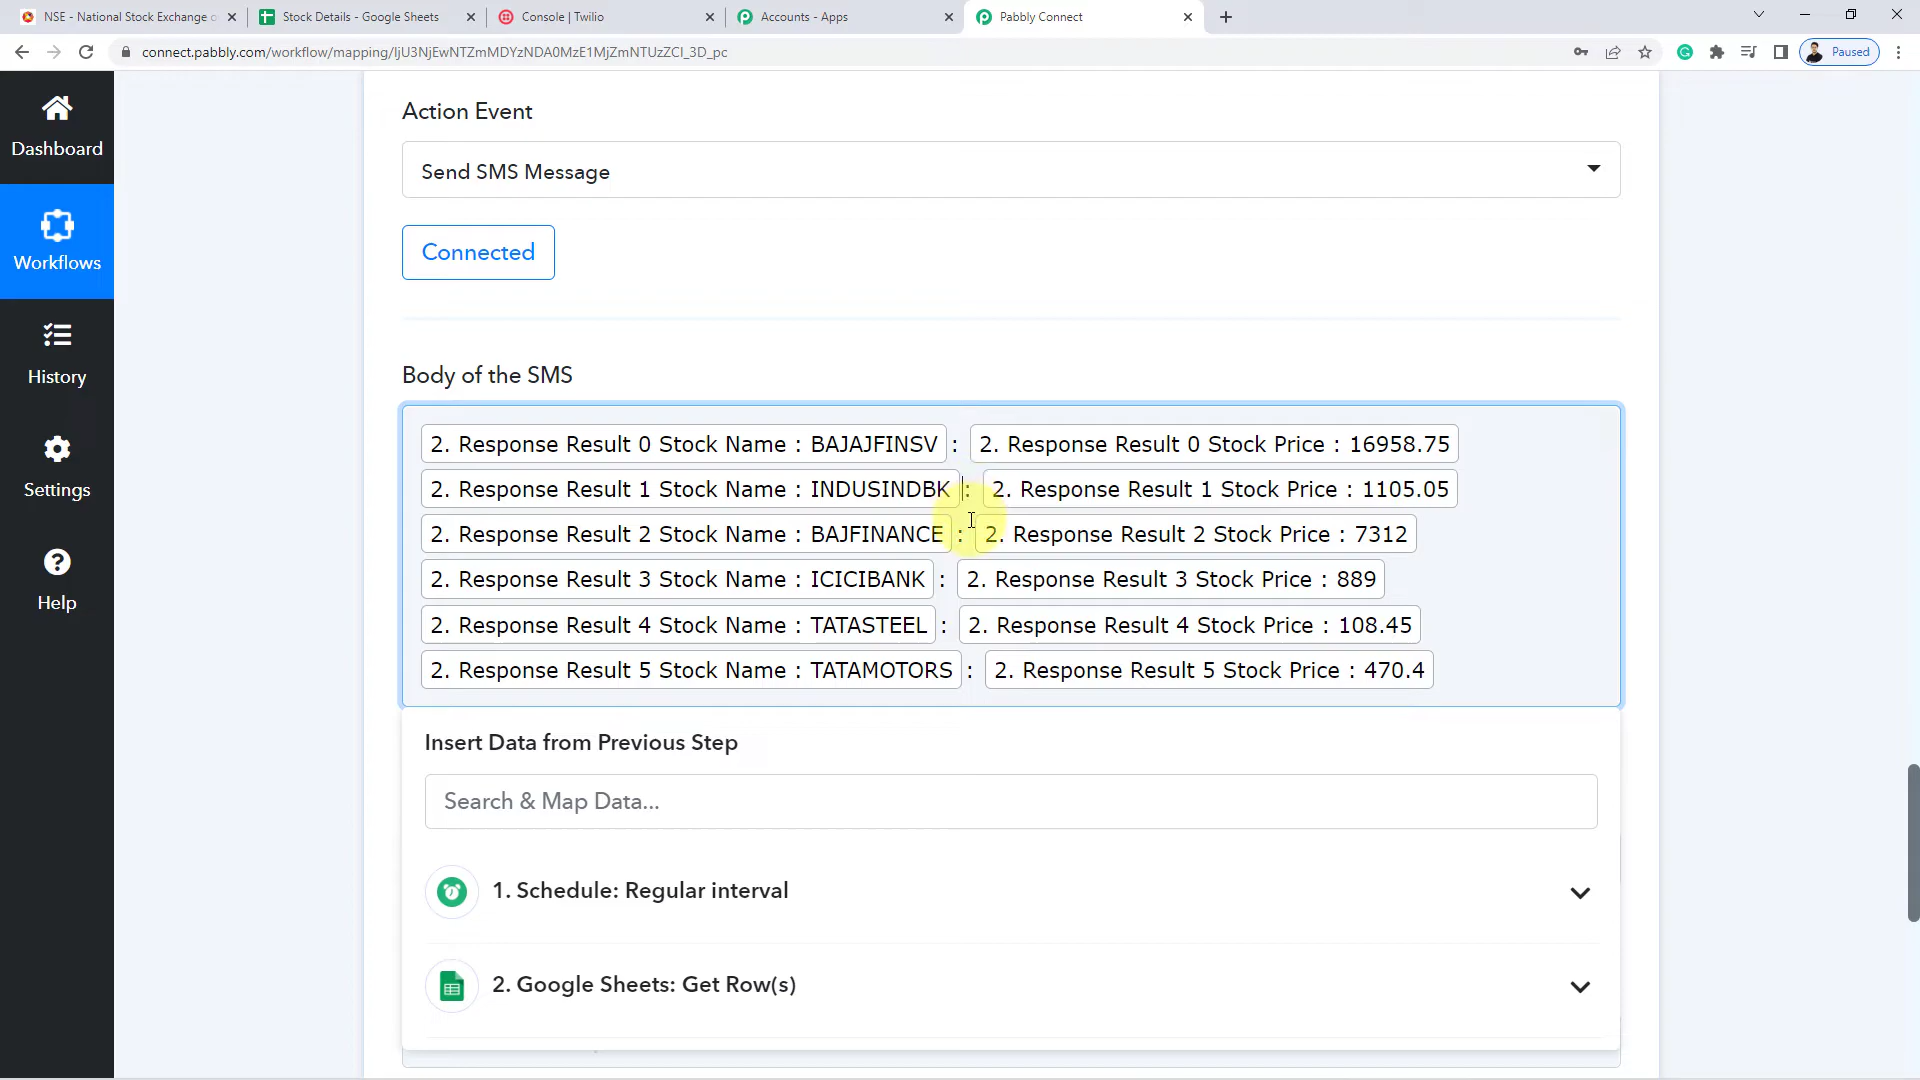 NSE - National Stock Exchange o
Stock Details - Google Sheets
Console | Twilio
Accounts - Apps
Pabbly Connect
connect.pabbly.com/workflow/mapping/IjU3NjEwNTZmMDYzNDA0MzE1MjZmNTUzZCI_3D_pc
Paused
Dashboard
Workflows
History
Settings
Help
Action Event
Send SMS Message
Connected
Body of the SMS
2. Response Result 0 Stock Name : BAJAJFINSV : 2. Response Result 0 Stock Price : 16958.75
2. Response Result 1 Stock Name : INDUSINDBK : 2. Response Result 1 Stock Price : 1105.05
2. Response Result 2 Stock Name : BAJFINANCE : 2. Response Result 2 Stock Price : 7312
2. Response Result 3 Stock Name : ICICIBANK : 2. Response Result 3 Stock Price : 889
2. Response Result 4 Stock Name : TATASTEEL : 2. Response Result 4 Stock Price : 108.45
2. Response Result 5 Stock Name : TATAMOTORS : 2. Response Result 5 Stock Price : 470.4
Insert Data from Previous Step
Search & Map Data...
1. Schedule: Regular interval
2. Google Sheets: Get Row(s)